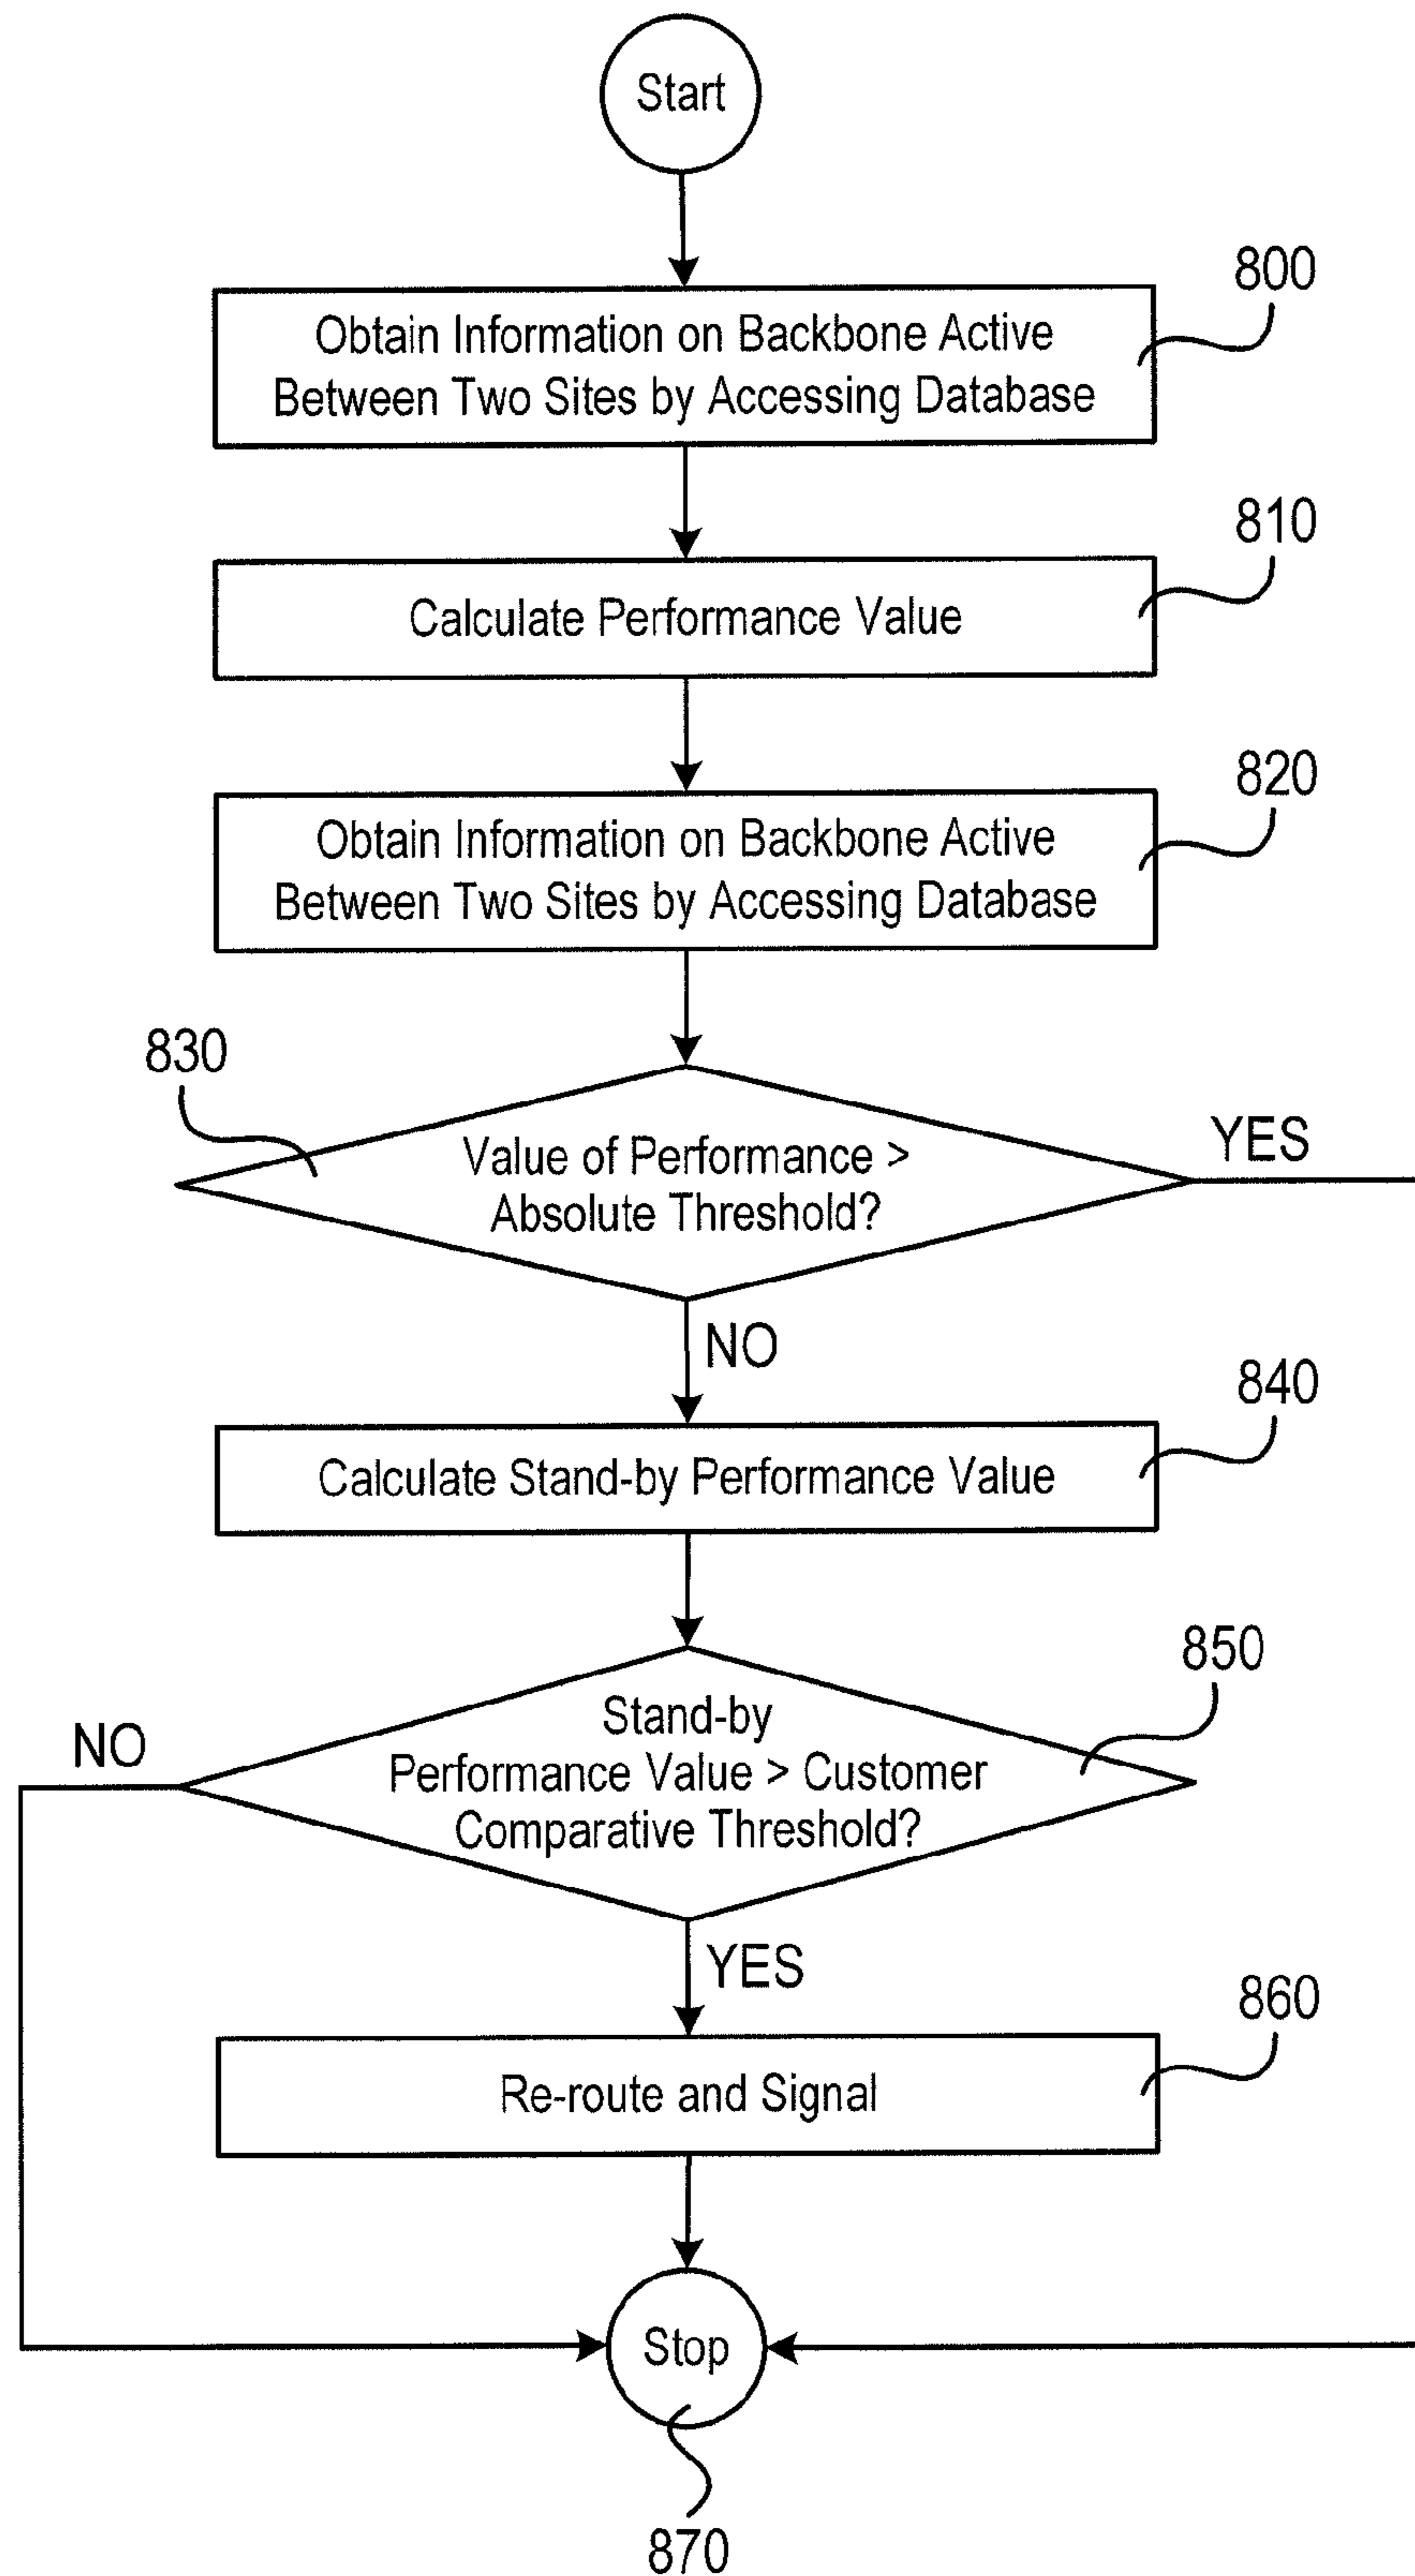 Start
800
Obtain Information on Backbone Active
Between Two Sites by Accessing Database
810
Calculate Performance Value
820
Obtain Information on Backbone Active
Between Two Sites by Accessing Database
830
Value of Performance >
Absolute Threshold?
YES
NO
840
Calculate Stand-by Performance Value
850
Stand-by
Performance Value > Customer
Comparative Threshold?
NO
YES
860
Re-route and Signal
Stop
870